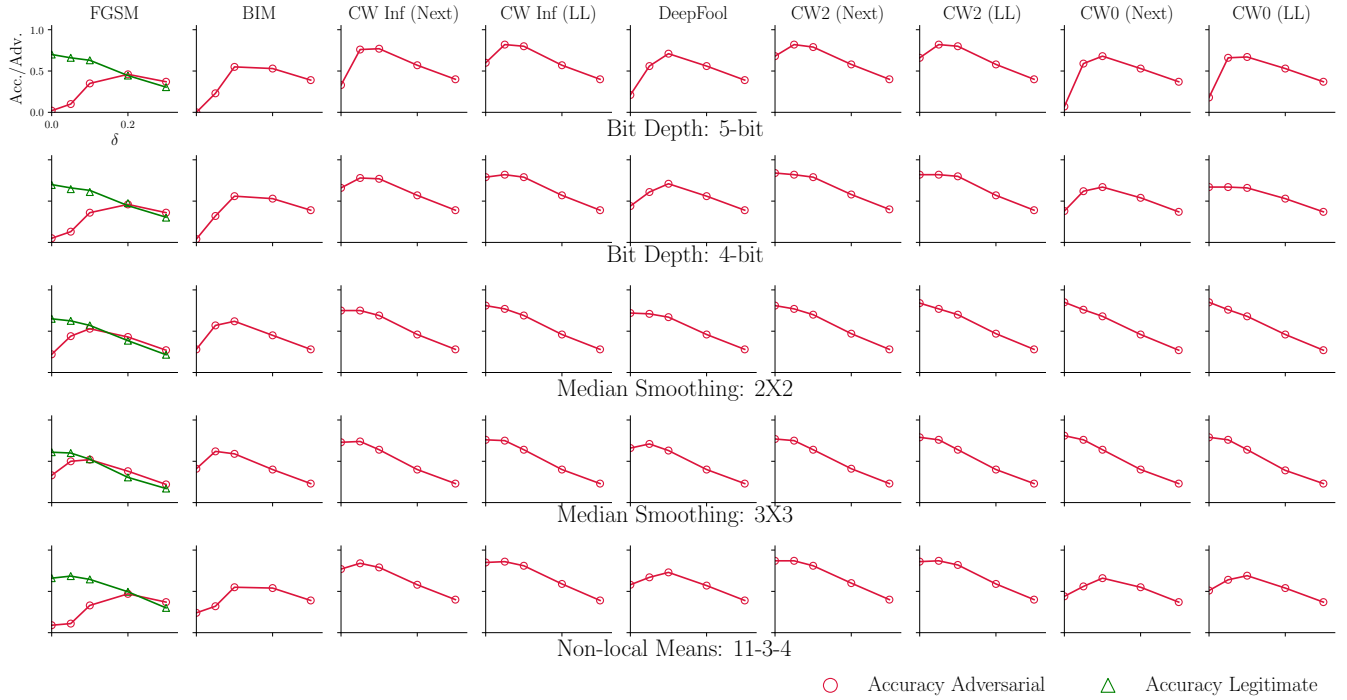 FGSM BIM CW Inf (Next) CW Inf (LL) DeepFool CW2 (Next) CW2 (LL) CW0 (Next) CW0 (LL)
Acc./Adv.
1.0
0.5
0.0
0.0 0.2
δ
Bit Depth: 5-bit
Bit Depth: 4-bit
Median Smoothing: 2X2
Median Smoothing: 3X3
Non-local Means: 11-3-4
Accuracy Adversarial Accuracy Legitimate